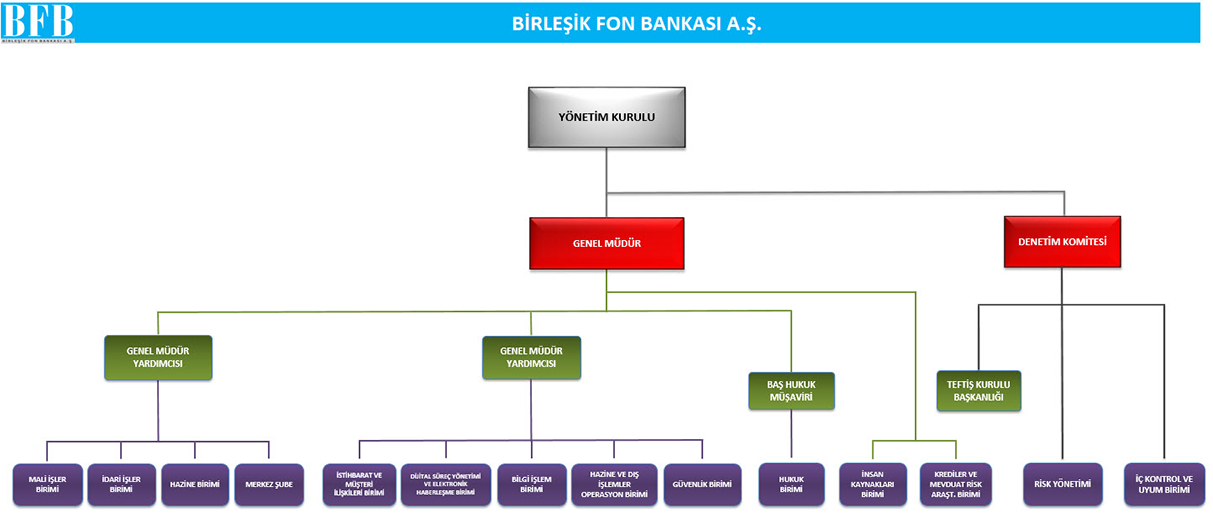 BFB
BİRLEŞİK FON BANKASI A.Ş.
BİRLEŞİK FON BANKASI A.Ş.
YÖNETİM KURULU
GENEL MÜDÜR
DENETİM KOMİTESİ
GENEL MÜDÜR
YARDIMCISI
GENEL MÜDÜR
YARDIMCISI
BAŞ HUKUK
MÜŞAVİRİ
TEFTİŞ KURULU
BAŞKANLIĞI
MALİ İŞLER
BİRİMİ
İDARİ İŞLER
BİRİMİ
HAZİNE BİRİMİ
MERKEZ ŞUBE
İSTİHBARAT VE
MÜŞTERİ
İLİŞKİLERİ BİRİMİ
DİJİTAL SÜREÇ YÖNETİMİ
VE ELEKTRONİK
HABERLEŞME BİRİMİ
BİLGİ İŞLEM
BİRİMİ
HAZİNE VE DIŞ
İŞLEMLER
OPERASYON BİRİMİ
GÜVENLİK BİRİMİ
HUKUK
BİRİMİ
İNSAN
KAYNAKLARI
BİRİMİ
KREDİLER VE
MEVDUAT RİSK
ARAŞT. BİRİMİ
RİSK YÖNETİMİ
İÇ KONTROL VE
UYUM BİRİMİ